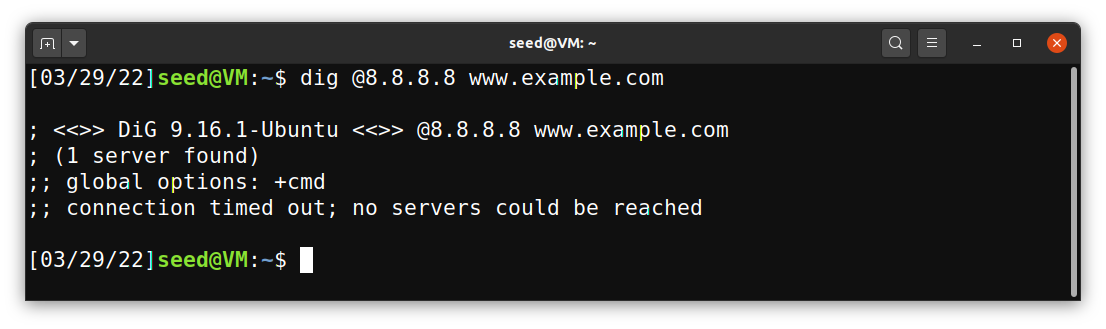 seed@VM: ~
[03/29/22]seed@VM:~$ dig @8.8.8.8 www.example.com
; <<>> DiG 9.16.1-Ubuntu <<>> @8.8.8.8 www.example.com
; (1 server found)
;; global options: +cmd
;; connection timed out; no servers could be reached
[03/29/22]seed@VM:~$